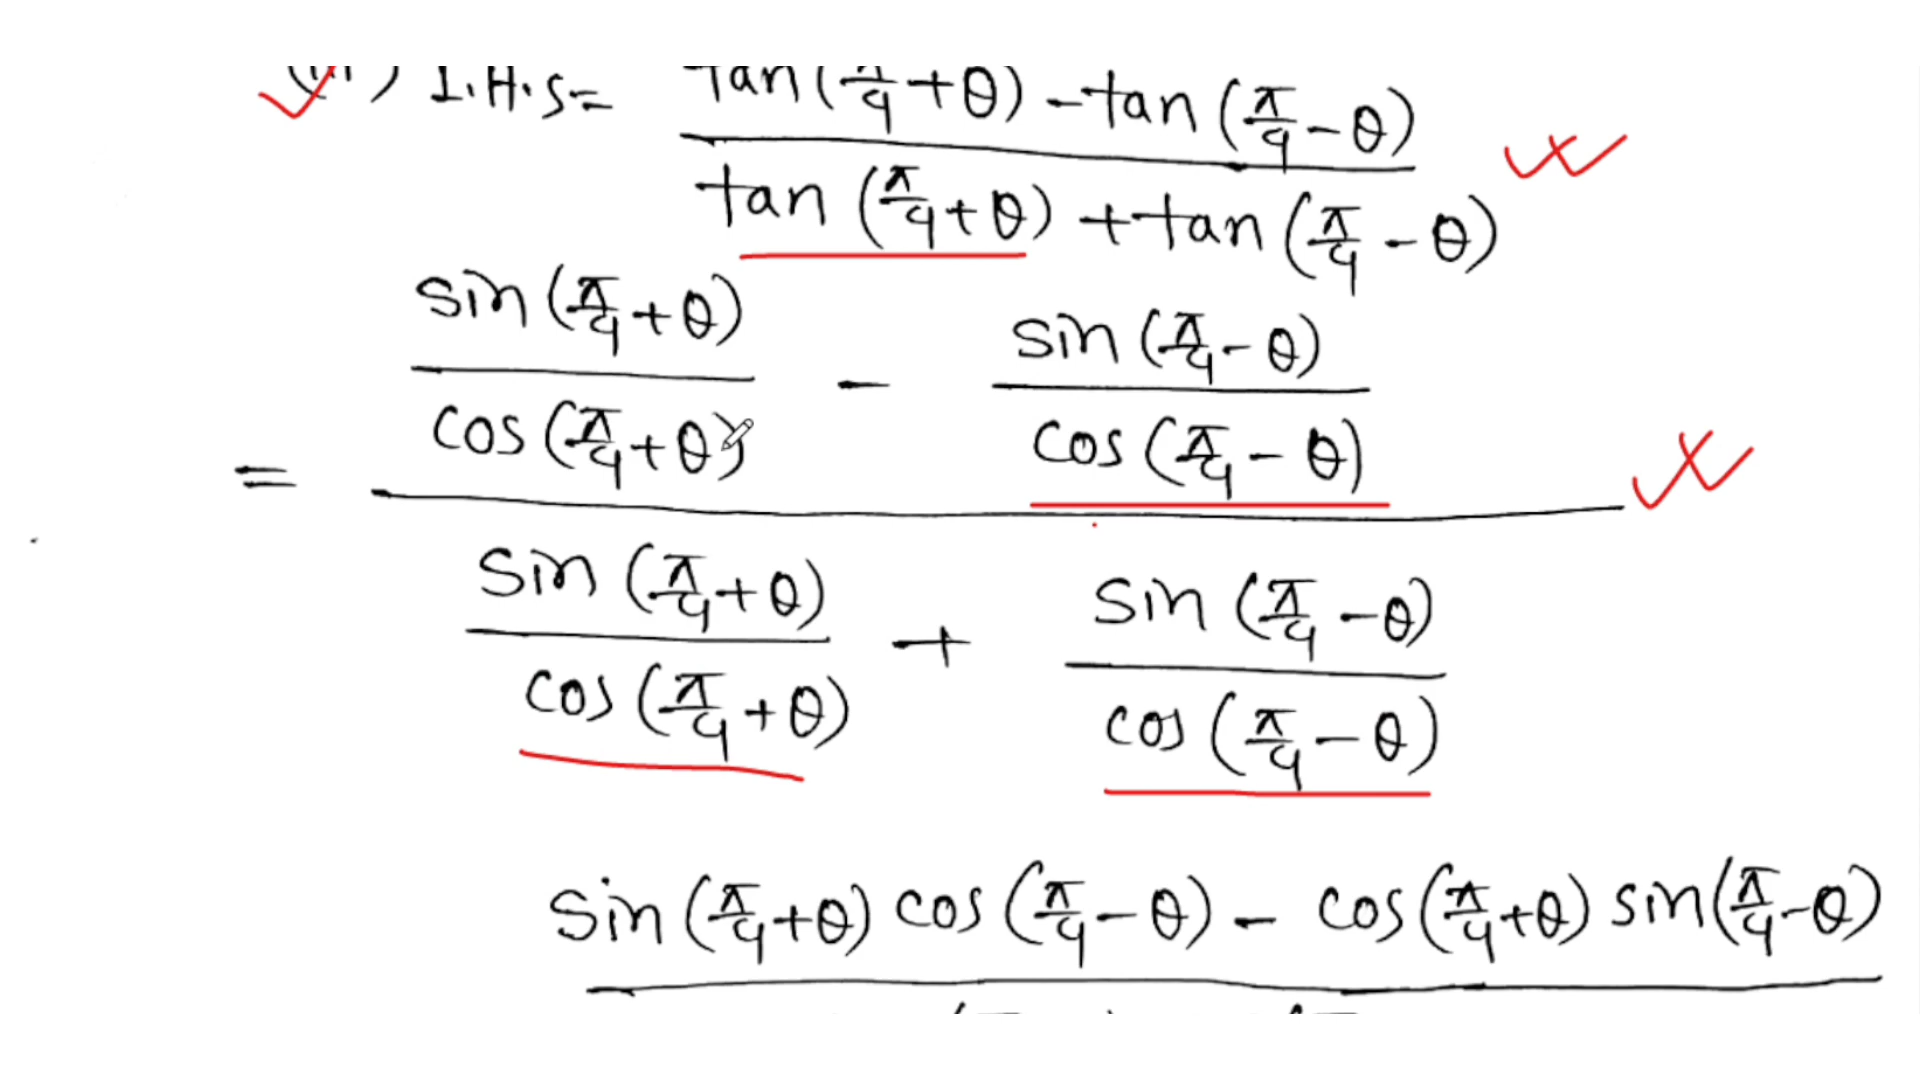 L.H.S = tan(π/4 + θ) - tan(π/4 - θ)
tan(π/4 + θ) + tan(π/4 - θ)
sin(π/4 + θ) sin(π/4 - θ)
-
cos(π/4 + θ) cos(π/4 - θ)
=
sin(π/4 + θ) sin(π/4 - θ)
+
cos(π/4 + θ) cos(π/4 - θ)
sin(π/4 + θ) cos(π/4 - θ) - cos(π/4 + θ) sin(π/4 - θ)